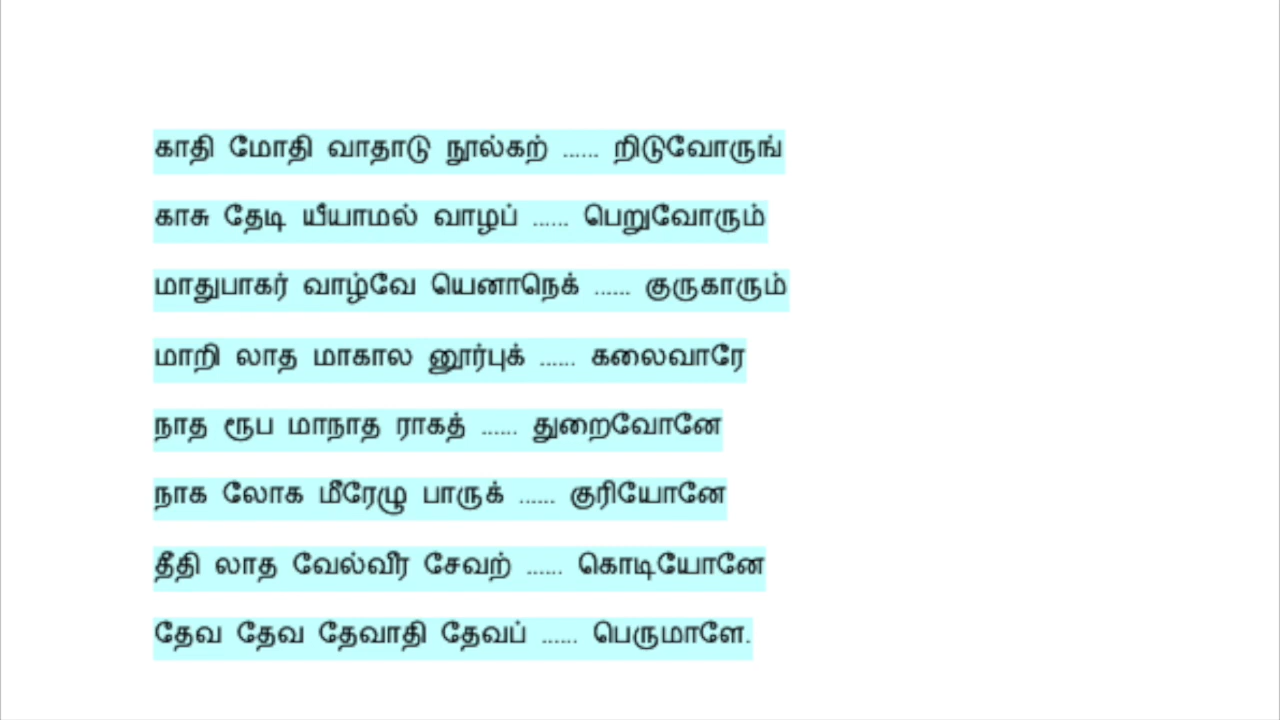 காதி மோதி வாதாடு நூல்கற் ...... றிடுவோருங்
காசு தேடி யீயாமல் வாழப் ...... பெறுவோரும்
மாதுபாகர் வாழ்வே யெனாநெக் ...... குருகாரும்
மாறி லாத மாகால னூர்புக் ...... கலைவாரே
நாத ரூப மாநாத ராகத் ...... துறைவோனே
நாக லோக மீரேழு பாருக் ...... குரியோனே
தீதி லாத வேல்வீர சேவற் ...... கொடியோனே
தேவ தேவ தேவாதி தேவப் ...... பெருமாளே.